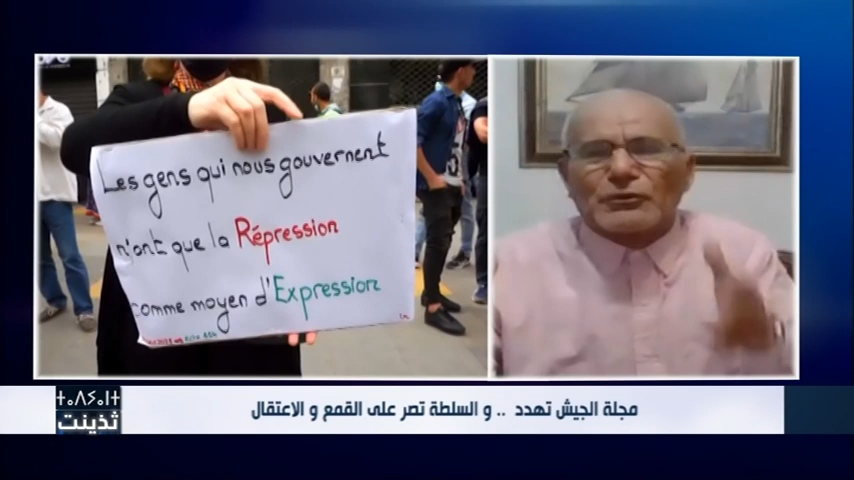 Les gens qui nous gouvernent
n'ont que la Répression
comme moyen d'Expression
مجلة الجيش تهدد .. و السلطة تصر على القمع و الاعتقال
ثذينت